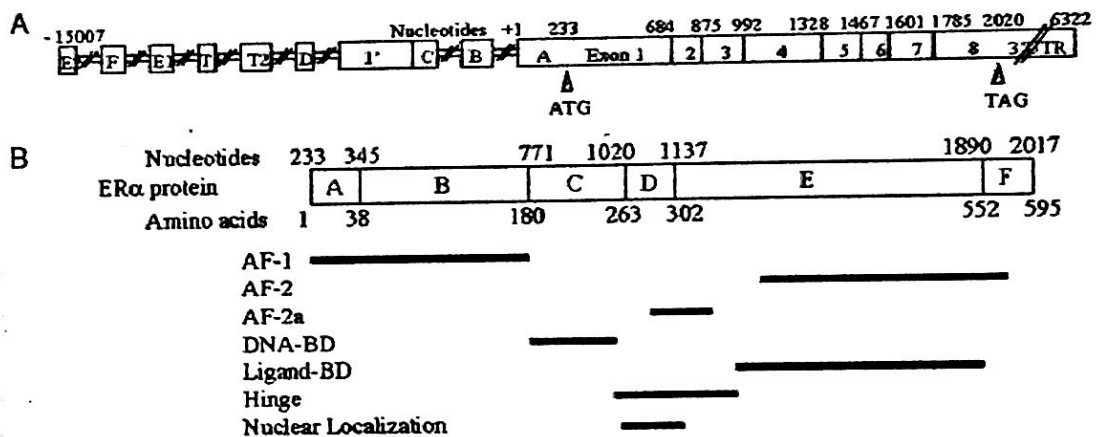 A
-15007 Nucleotides +1 233 684 875 992 1328 1467 1601 1785 2020 6322
E F E1 T T2 D 1' C B A Exon 1 2 3 4 5 6 7 8 3' TR
ATG TAG
B
Nucleotides 233 345 771 1020 1137 1890 2017
ERα protein A B C D E F
Amino acids 1 38 180 263 302 552 595
AF-1
AF-2
AF-2a
DNA-BD
Ligand-BD
Hinge
Nuclear Localization